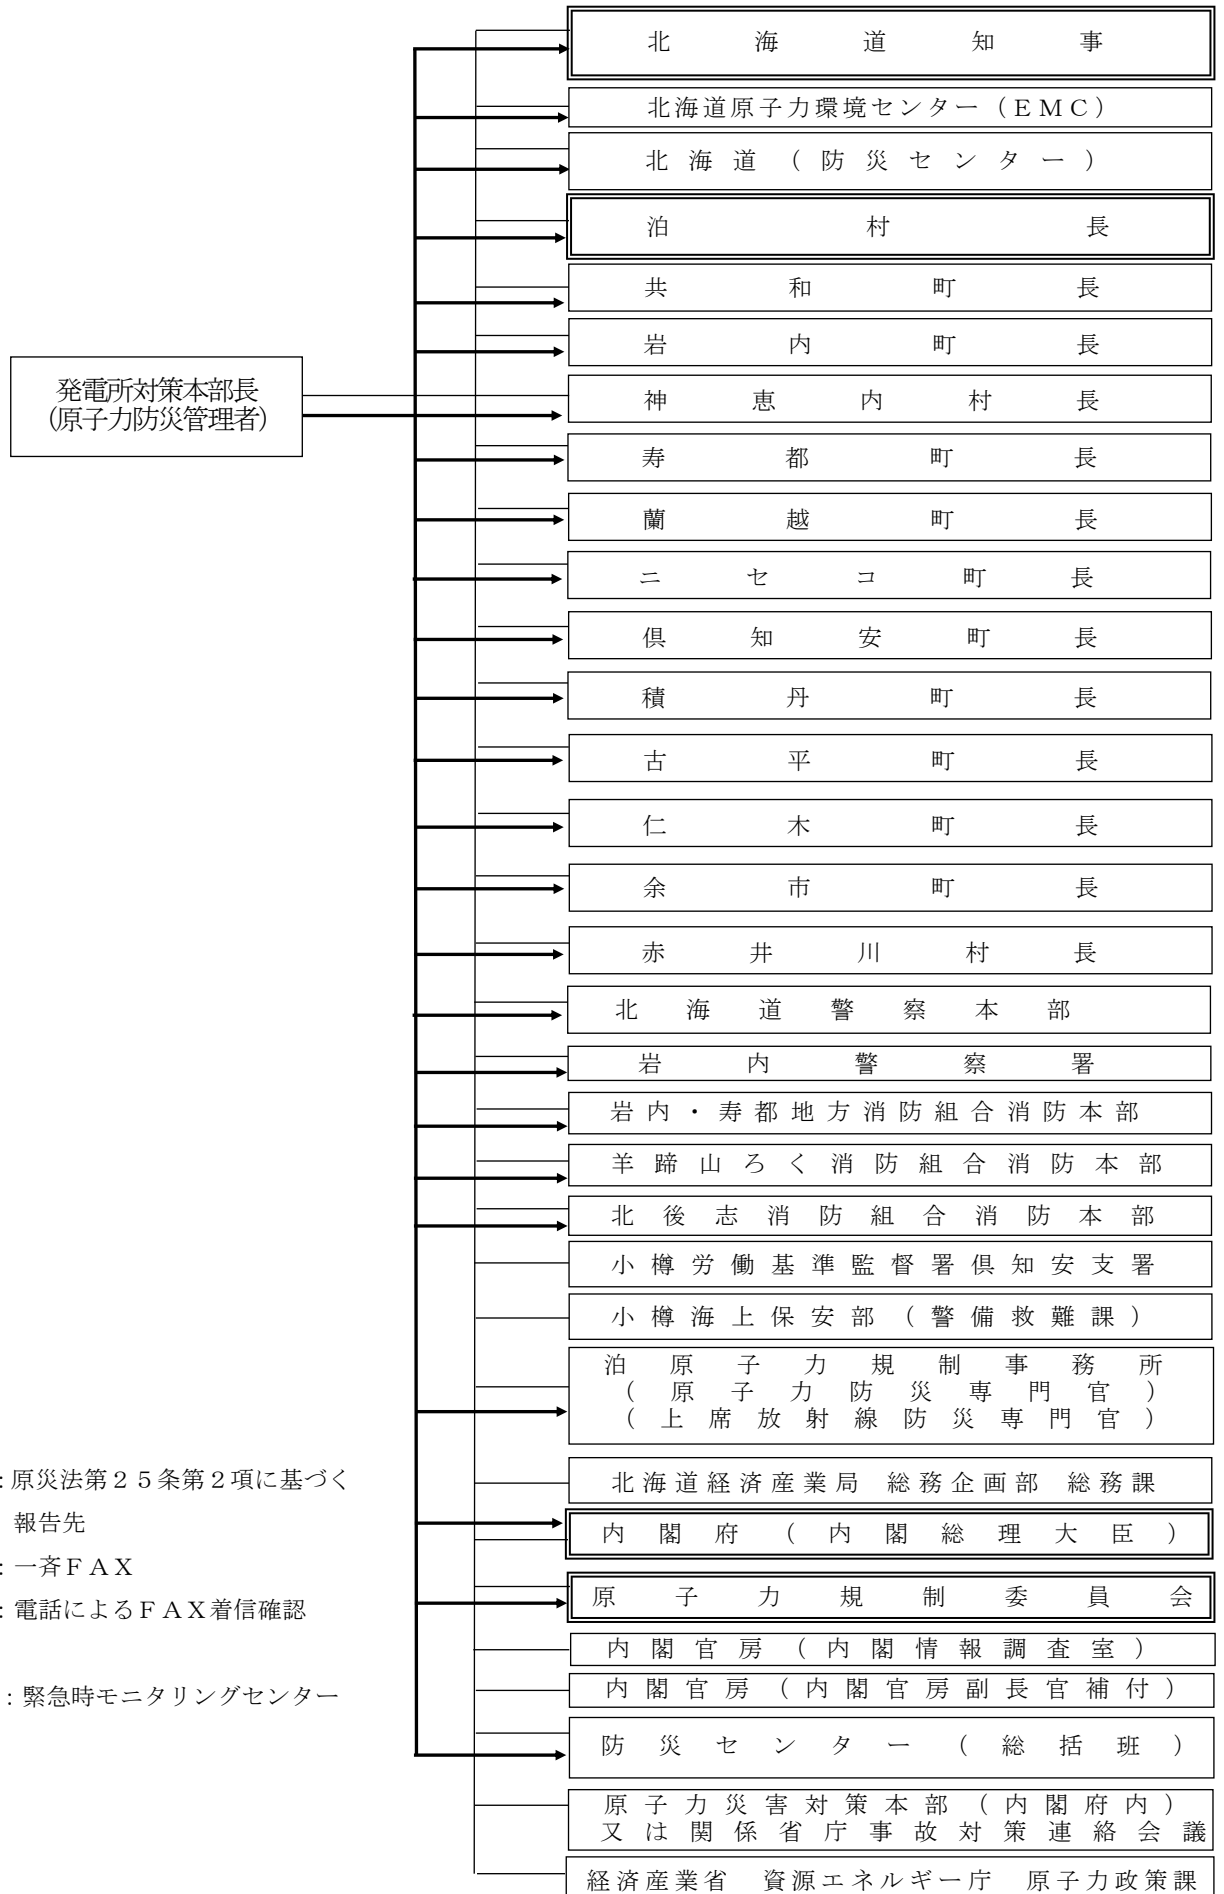 北海道知事
北海道原子力環境センター（ＥＭＣ）
北海道（防災センター）
泊村長
共和町長
岩内町長
発電所対策本部長
(原子力防災管理者)
神恵内村長
寿都町長
蘭越町長
ニセコ町長
倶知安町長
積丹町長
古平町長
仁木町長
余市町長
赤井川村長
北海道警察本部
岩内警察署
岩内・寿都地方消防組合消防本部
羊蹄山ろく消防組合消防本部
北後志消防組合消防本部
小樽労働基準監督署倶知安支署
小樽海上保安部（警備救難課）
泊原子力規制事務所
（原子力防災専門官）
（上席放射線防災専門官）
北海道経済産業局　総務企画部　総務課
内閣府（内閣総理大臣）
原子力規制委員会
内閣官房（内閣情報調査室）
内閣官房（内閣官房副長官補付）
防災センター（総括班）
原子力災害対策本部（内閣府内）
又は関係省庁事故対策連絡会議
経済産業省　資源エネルギー庁　原子力政策課
：原災法第２５条第２項に基づく
報告先
：一斉ＦＡＸ
：電話によるＦＡＸ着信確認
：緊急時モニタリングセンター